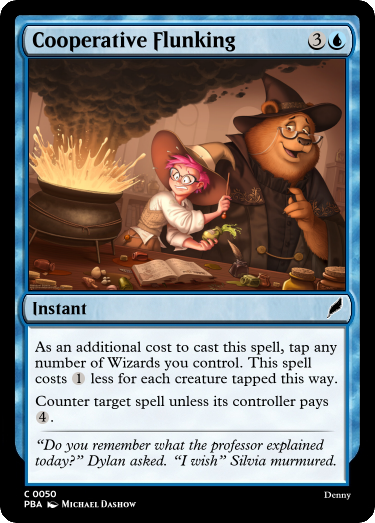 Cooperative Flunking 3
Instant
As an additional cost to cast this spell, tap any
number of Wizards you control. This spell
costs 1 less for each creature tapped this way.
Counter target spell unless its controller pays
4.
“Do you remember what the professor explained
today?” Dylan asked. “I wish” Silvia murmured.
C 0050
PBA Michael Dashow
Denny